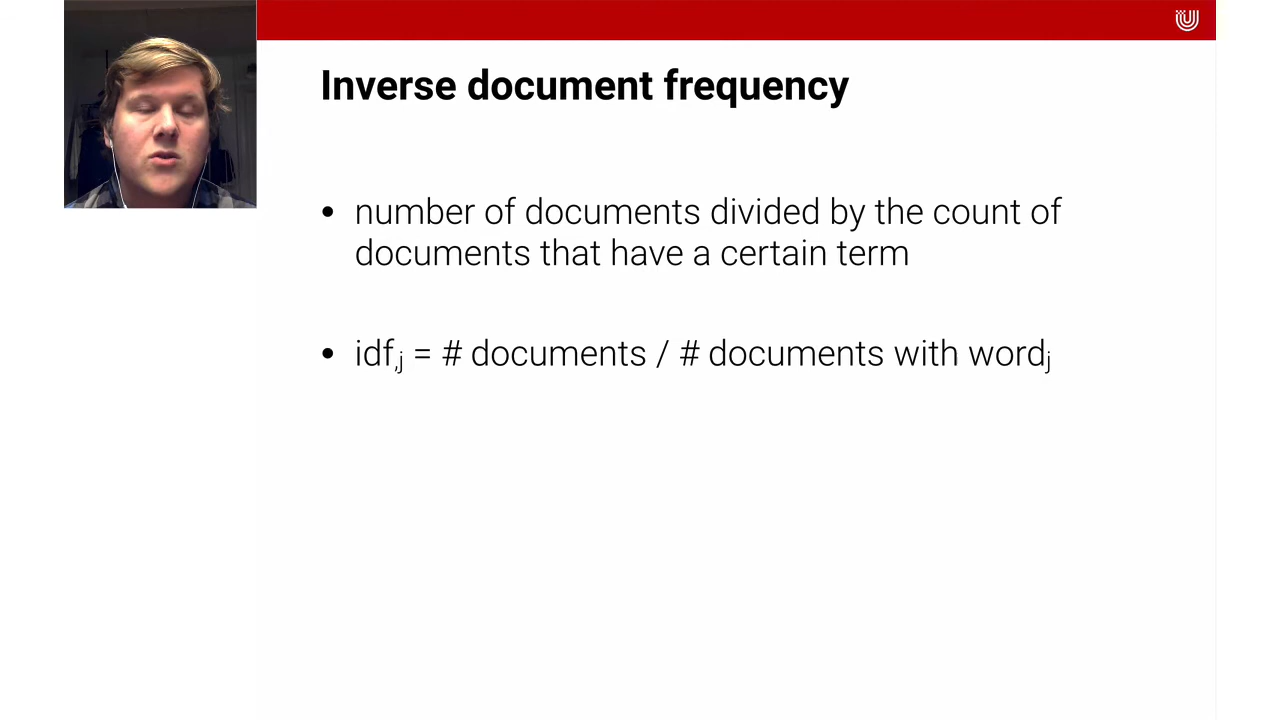 Inverse document frequency
• number of documents divided by the count of
documents that have a certain term
• idf,j = # documents / # documents with wordj